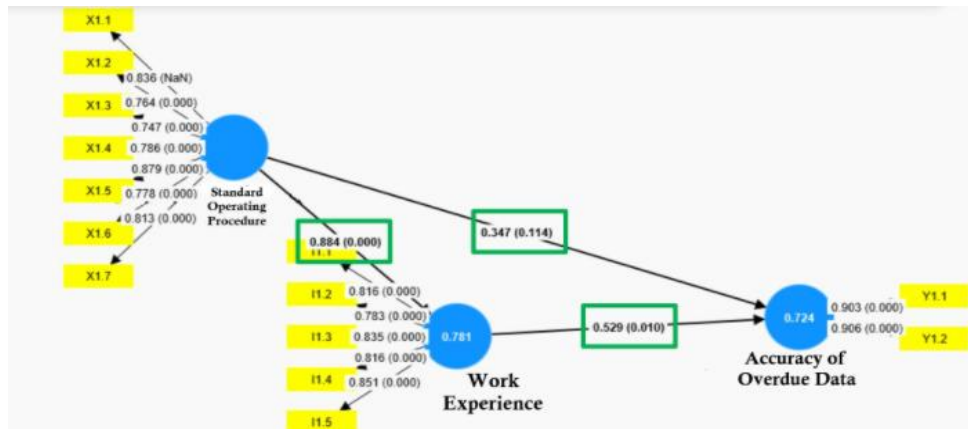 X1.1
X1.2
0.836 (NaN)
0.764 (0.000)
X1.3
0.747 (0.000)
X1.4
0.786 (0.000)
0.879 (0.000)
X1.5
0.778 (0.000)
0.813 (0.000)
X1.6
X1.7
Standard
Operating
Procedure
0.884 (0.000)
0.347 (0.114)
I1.1
I1.2
0.816 (0.000)
0.783 (0.000)
I1.3
0.835 (0.000)
0.816 (0.000)
I1.4
0.851 (0.000)
I1.5
0.781
Work
Experience
0.529 (0.010)
0.724
Accuracy of
Overdue Data
0.903 (0.000)
0.906 (0.000)
Y1.1
Y1.2